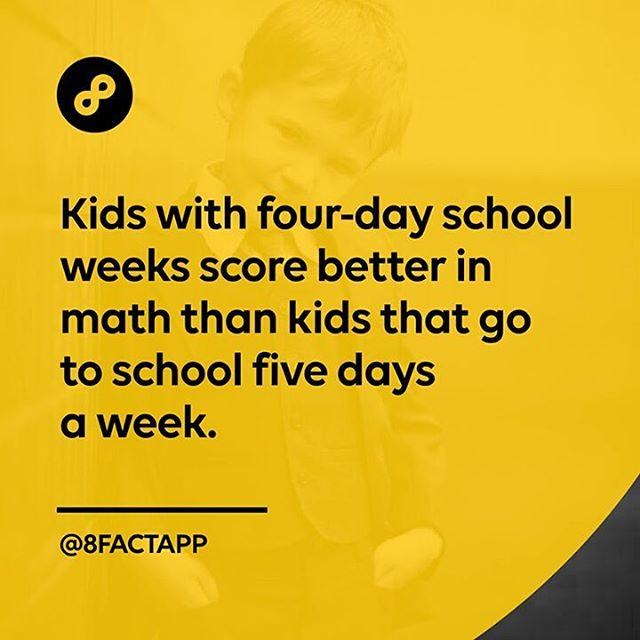 Kids with four-day school
weeks score better in
math than kids that go
to school five days
a week.
@8FACTAPP